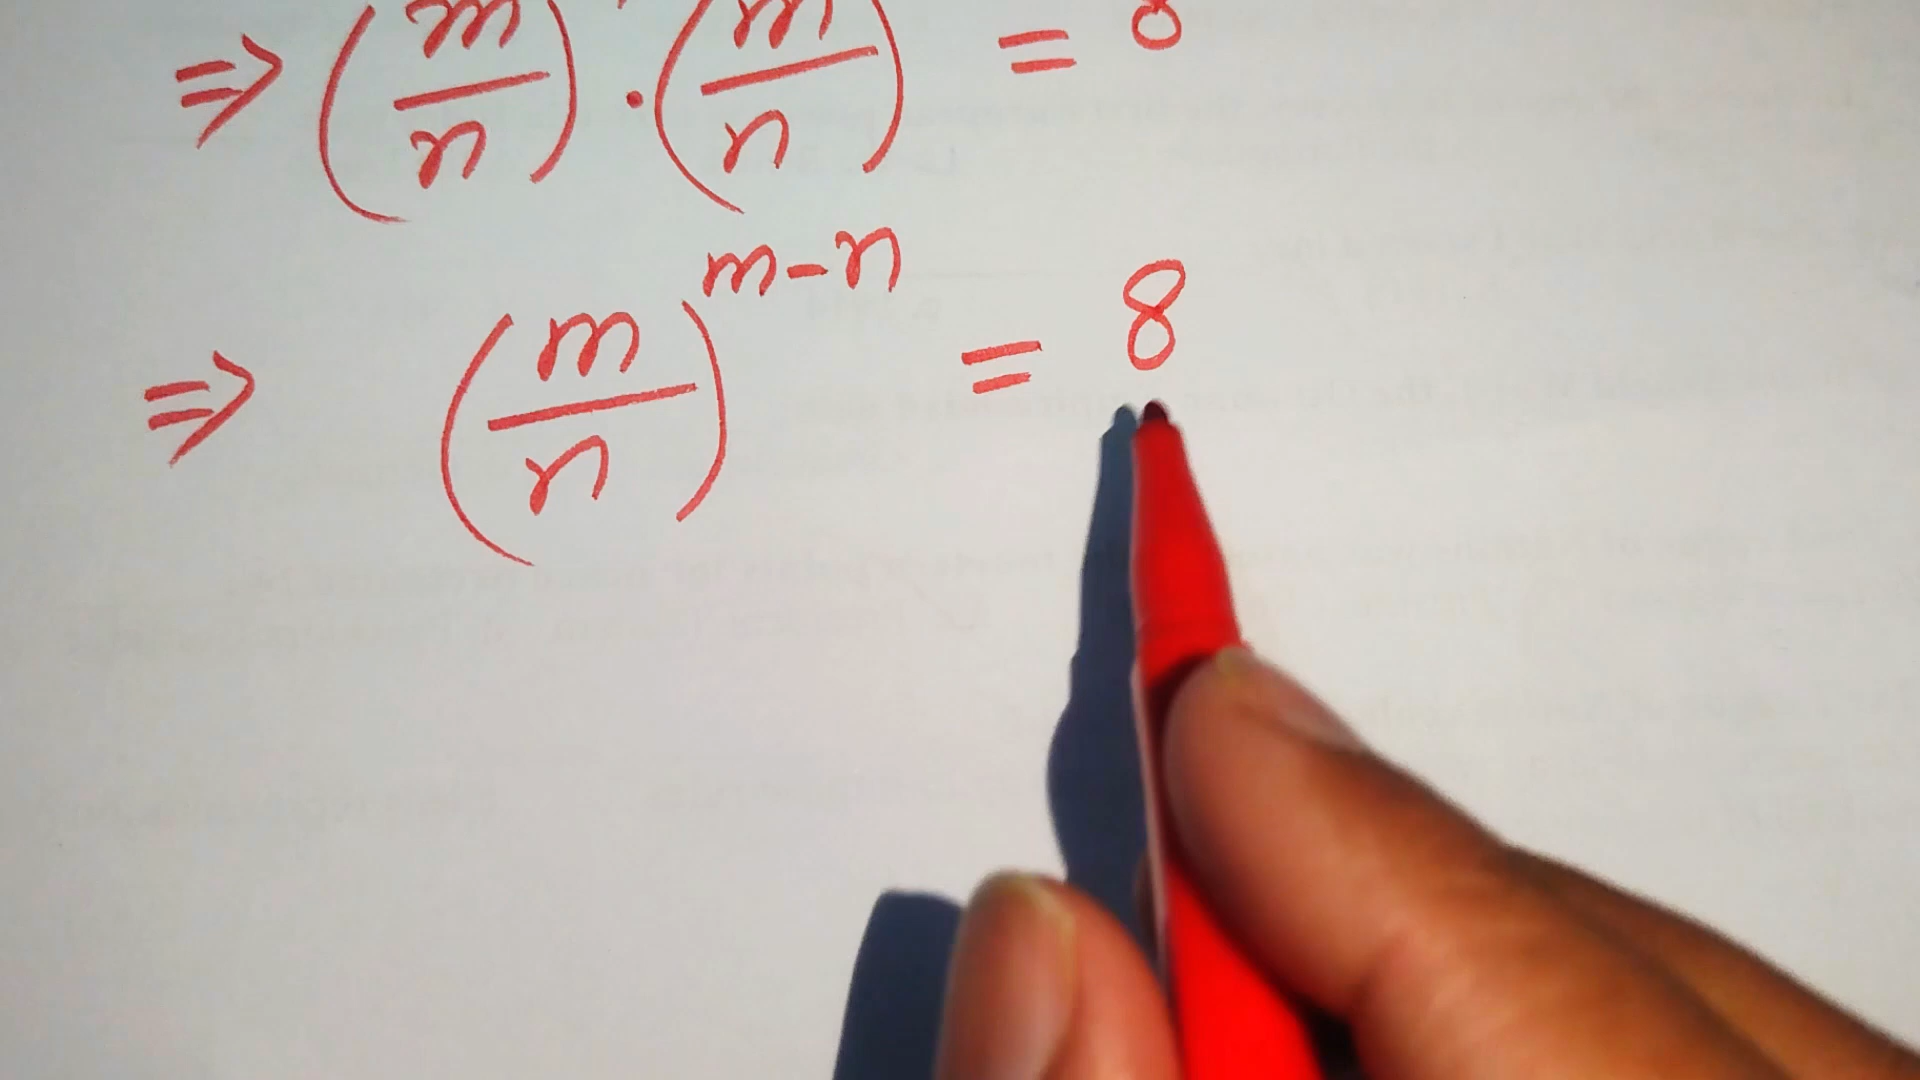 ⇒ (m/n) · (m/n) = 8
⇒ (m/n)^(m-n) = 8